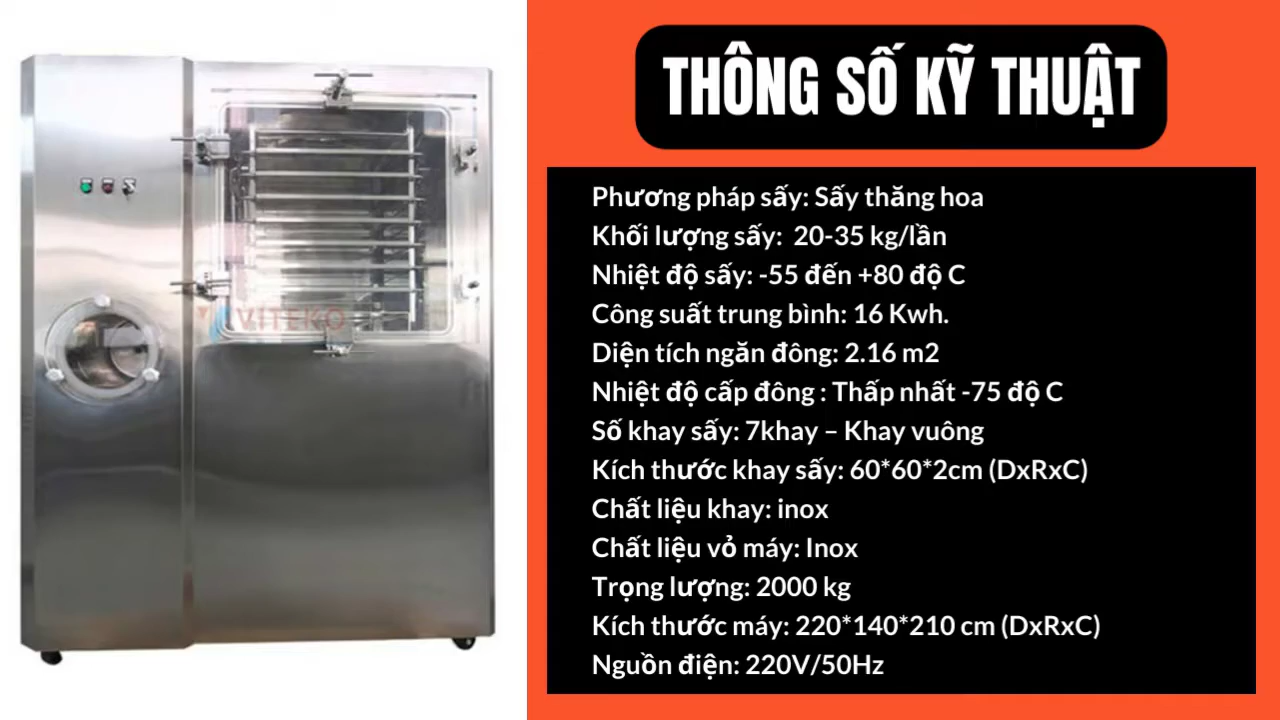 THÔNG SỐ KỸ THUẬT
Phương pháp sấy: Sấy thăng hoa
Khối lượng sấy:  20-35 kg/lần
Nhiệt độ sấy: -55 đến +80 độ C
Công suất trung bình: 16 Kwh.
Diện tích ngăn đông: 2.16 m2
Nhiệt độ cấp đông : Thấp nhất -75 độ C
Số khay sấy: 7khay – Khay vuông
Kích thước khay sấy: 60*60*2cm (DxRxC)
Chất liệu khay: inox
Chất liệu vỏ máy: Inox
Trọng lượng: 2000 kg
Kích thước máy: 220*140*210 cm (DxRxC)
Nguồn điện: 220V/50Hz
VITEKO